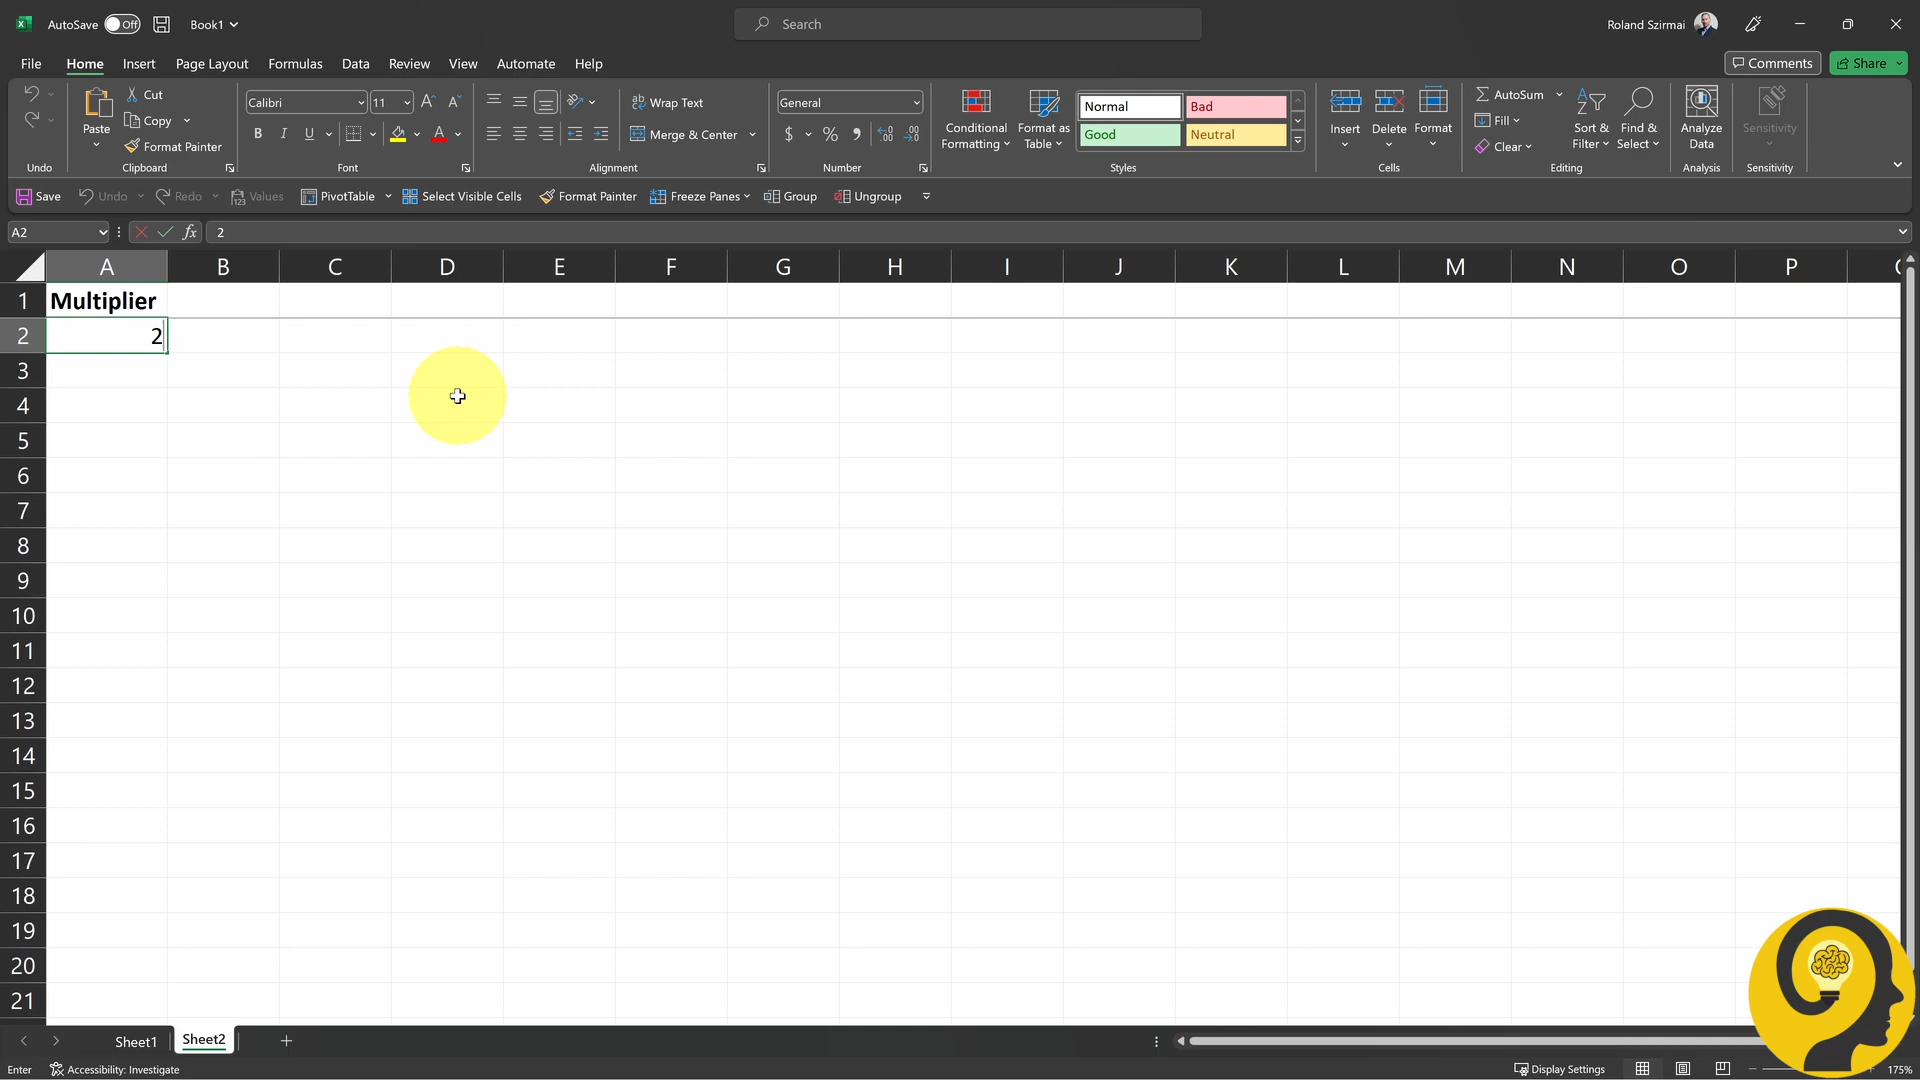 AutoSave Off Book1 Search Roland Szirmai
File Home Insert Page Layout Formulas Data Review View Automate Help Comments Share
Paste Cut Copy Format Painter
Calibri 11
B I U A
Wrap Text
Merge & Center
General
$ %
Conditional Formatting
Format as Table
Normal Bad
Good Neutral
Insert Delete Format
AutoSum
Fill
Clear
Sort & Filter
Find & Select
Analyze Data
Sensitivity
Undo Clipboard Font Alignment Number Styles Cells Editing Analysis Sensitivity
Save Undo Redo Values PivotTable Select Visible Cells Format Painter Freeze Panes Group Ungroup
A2 fx 2
A B C D E F G H I J K L M N O P
1 Multiplier
2 2
3
4
5
6
7
8
9
10
11
12
13
14
15
16
17
18
19
20
21
Sheet1 Sheet2
Enter Accessibility: Investigate Display Settings 175%